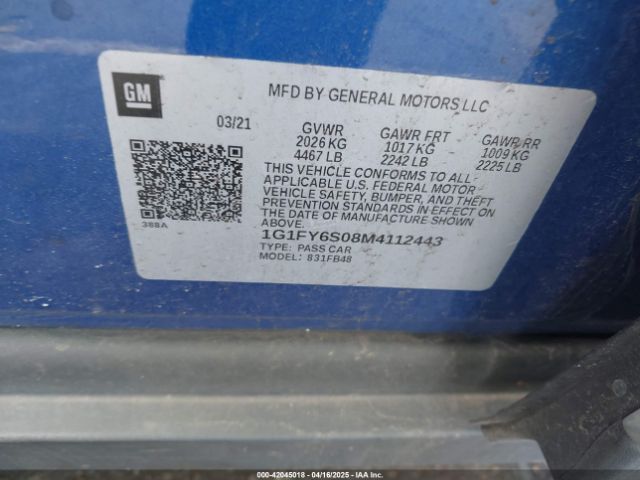 GM
MFD BY GENERAL MOTORS LLC
03/21
GVWR GAWR FRT GAWR RR
2026 KG 1017 KG 1009 KG
4467 LB 2242 LB 2225 LB
THIS VEHICLE CONFORMS TO ALL
APPLICABLE U.S. FEDERAL MOTOR
VEHICLE SAFETY, BUMPER, AND THEFT
PREVENTION STANDARDS IN EFFECT ON
THE DATE OF MANUFACTURE SHOWN
ABOVE.
388A
1G1FY6S08M4112443
TYPE: PASS CAR
MODEL: 831FB48
000-42045018 - 04/16/2025 - IAAI.COM